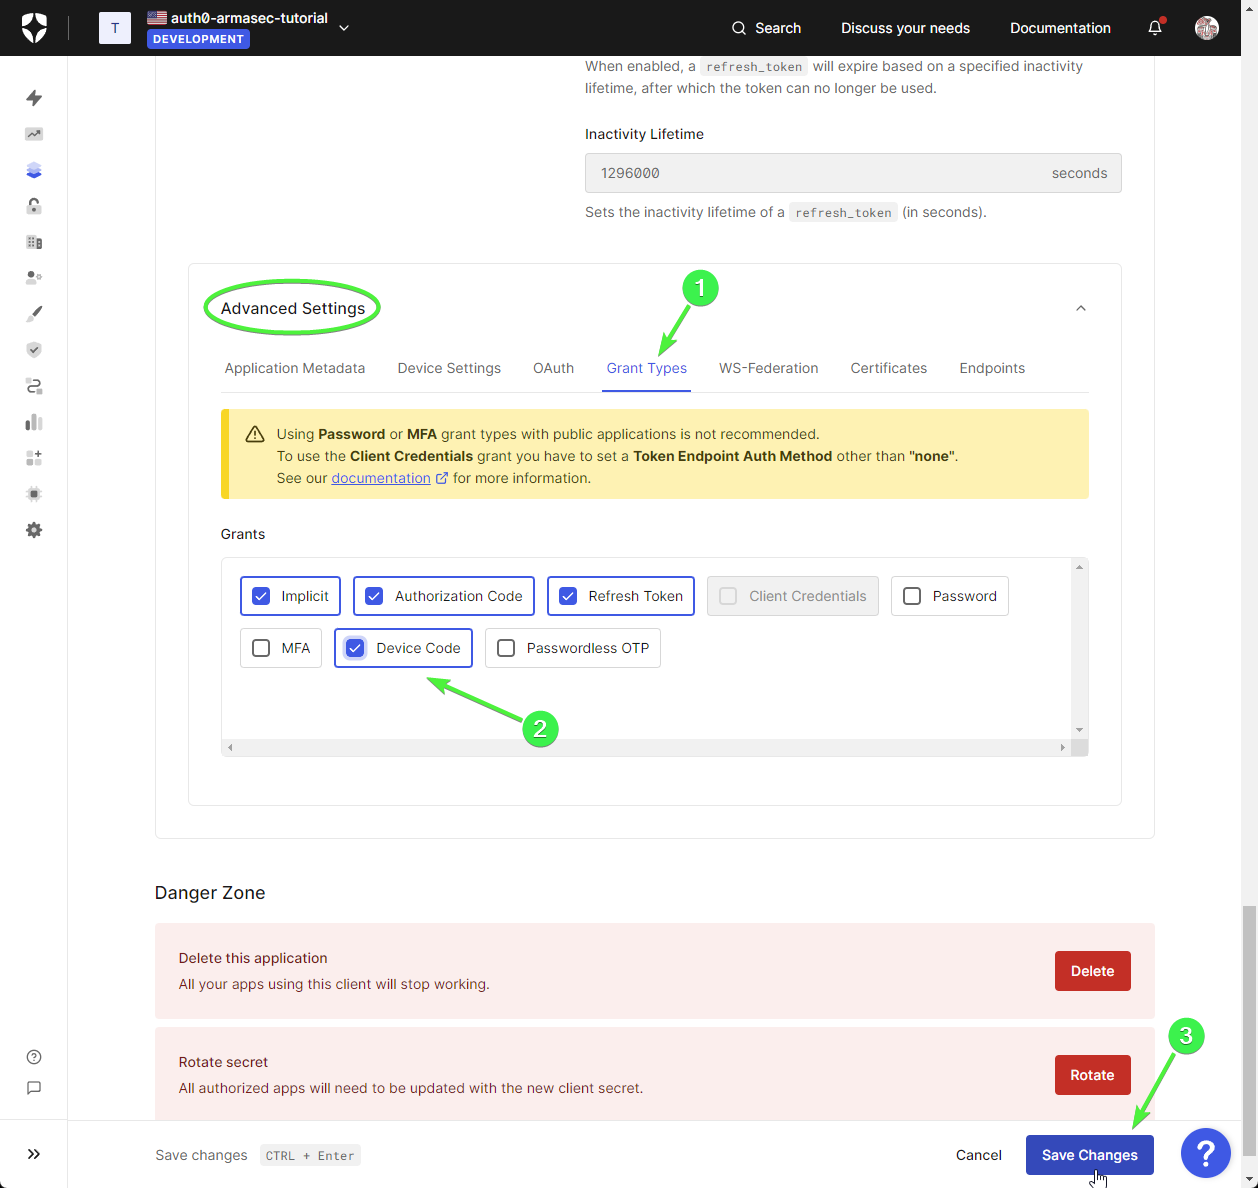 T
auth0-armasec-tutorial
DEVELOPMENT
Search
Discuss your needs
Documentation
When enabled, a refresh_token will expire based on a specified inactivity
lifetime, after which the token can no longer be used.
Inactivity Lifetime
1296000 seconds
Sets the inactivity lifetime of a refresh_token (in seconds).
1
Advanced Settings
Application Metadata Device Settings OAuth Grant Types WS-Federation Certificates Endpoints
Using Password or MFA grant types with public applications is not recommended.
To use the Client Credentials grant you have to set a Token Endpoint Auth Method other than "none".
See our documentation for more information.
Grants
Implicit Authorization Code Refresh Token Client Credentials Password
MFA Device Code Passwordless OTP
2
Danger Zone
Delete this application
All your apps using this client will stop working.
Delete
3
Rotate secret
All authorized apps will need to be updated with the new client secret.
Rotate
Save changes CTRL + Enter
Cancel
Save Changes
?